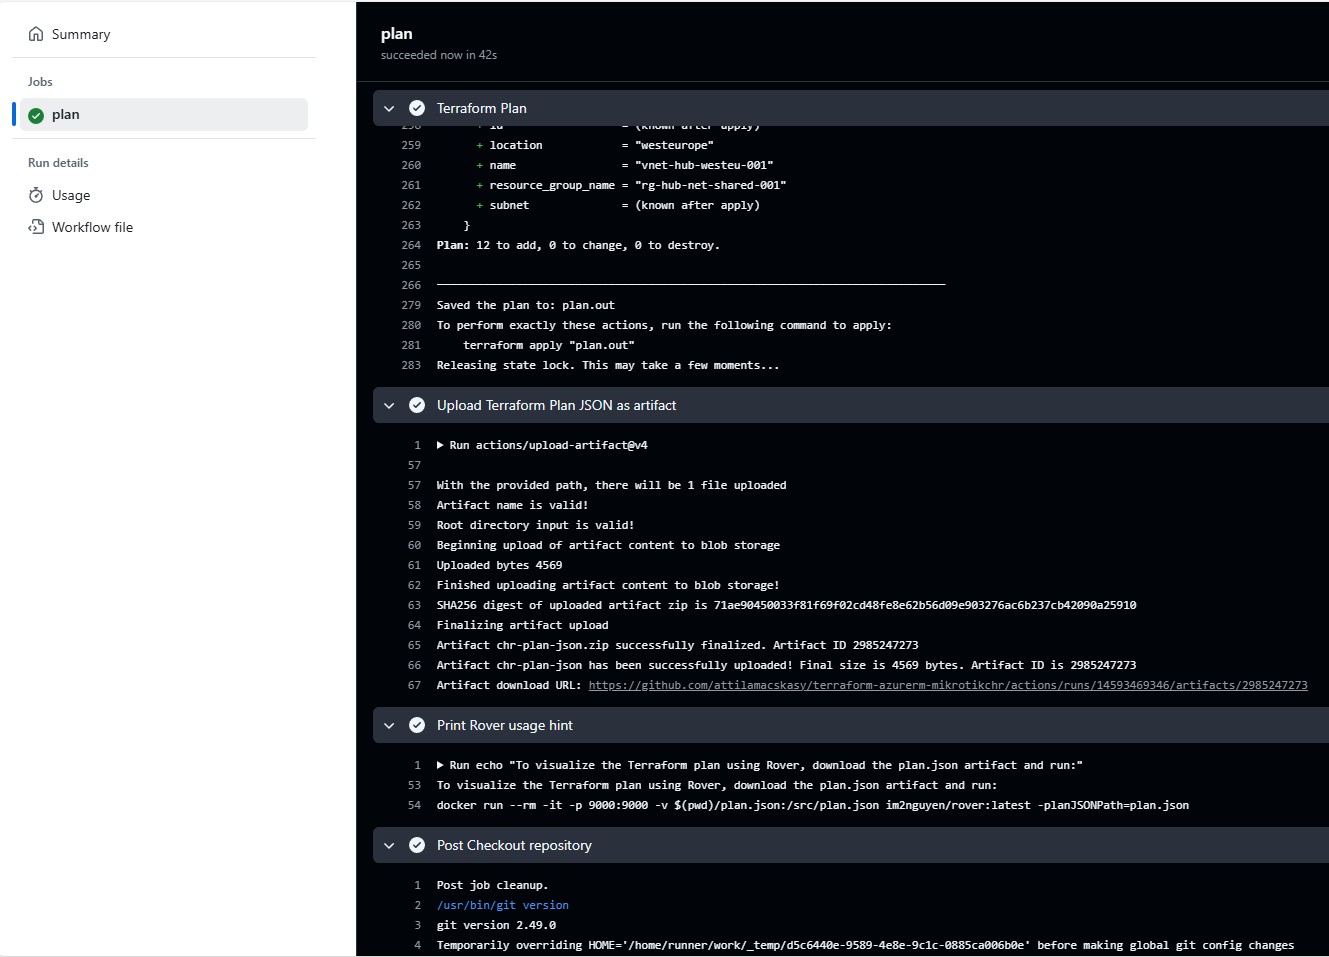 Summary
Jobs
plan
Run details
Usage
Workflow file
plan
succeeded now in 42s
Terraform Plan
258 + id = (known after apply)
259 + location = "westeurope"
260 + name = "vnet-hub-westeu-001"
261 + resource_group_name = "rg-hub-net-shared-001"
262 + subnet = (known after apply)
263 }
264 Plan: 12 to add, 0 to change, 0 to destroy.
265
266 ─────────────────────────────────────────────────────────────────────────────
279 Saved the plan to: plan.out
280 To perform exactly these actions, run the following command to apply:
281 terraform apply "plan.out"
283 Releasing state lock. This may take a few moments...
Upload Terraform Plan JSON as artifact
1 ▶ Run actions/upload-artifact@v4
57
57 With the provided path, there will be 1 file uploaded
58 Artifact name is valid!
59 Root directory input is valid!
60 Beginning upload of artifact content to blob storage
61 Uploaded bytes 4569
62 Finished uploading artifact content to blob storage!
63 SHA256 digest of uploaded artifact zip is 71ae90450033f81f69f02cd48fe8e62b56d09e903276ac6b237cb42090a25910
64 Finalizing artifact upload
65 Artifact chr-plan-json.zip successfully finalized. Artifact ID 2985247273
66 Artifact chr-plan-json has been successfully uploaded! Final size is 4569 bytes. Artifact ID is 2985247273
67 Artifact download URL: https://github.com/attilamacskasy/terraform-azurerm-mikrotikchr/actions/runs/14593469346/artifacts/2985247273
Print Rover usage hint
1 ▶ Run echo "To visualize the Terraform plan using Rover, download the plan.json artifact and run:"
53 To visualize the Terraform plan using Rover, download the plan.json artifact and run:
54 docker run --rm -it -p 9000:9000 -v $(pwd)/plan.json:/src/plan.json im2nguyen/rover:latest -planJSONPath=plan.json
Post Checkout repository
1 Post job cleanup.
2 /usr/bin/git version
3 git version 2.49.0
4 Temporarily overriding HOME='/home/runner/work/_temp/d5c6440e-9589-4e8e-9c1c-0885ca006b0e' before making global git config changes